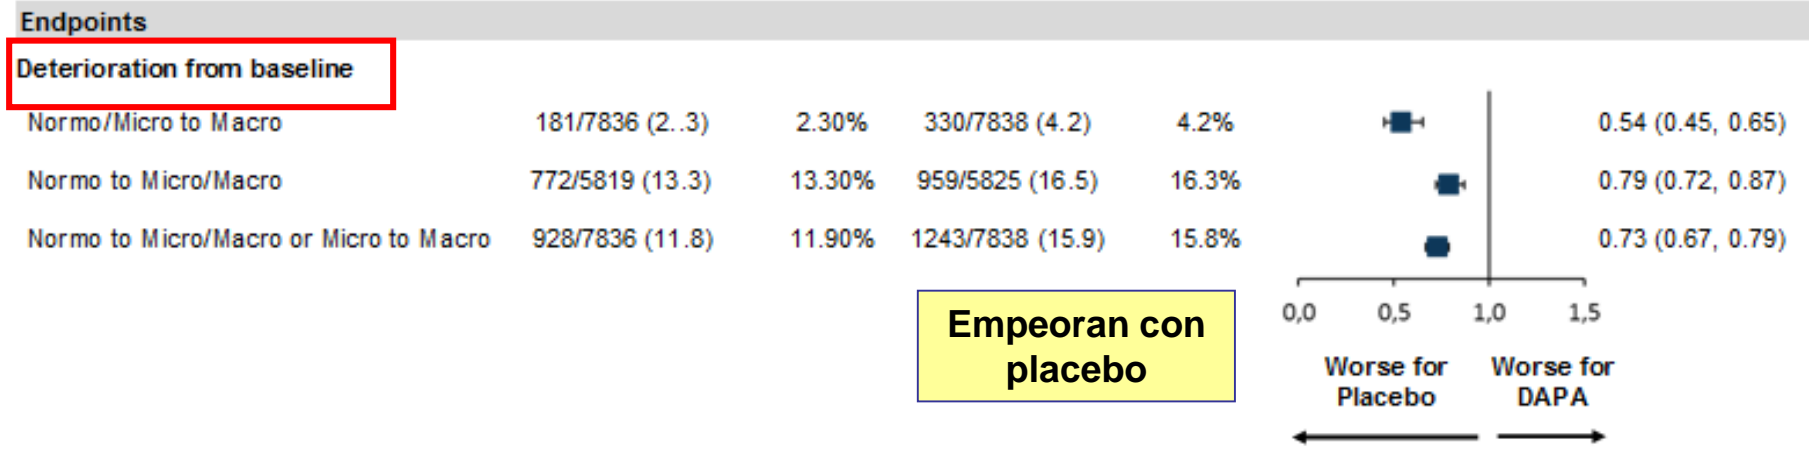 Endpoints
Deterioration from baseline
Normo/Micro to Macro 181/7836 (2..3) 2.30% 330/7838 (4.2) 4.2% 0.54 (0.45, 0.65)
Normo to Micro/Macro 772/5819 (13.3) 13.30% 959/5825 (16.5) 16.3% 0.79 (0.72, 0.87)
Normo to Micro/Macro or Micro to Macro 928/7836 (11.8) 11.90% 1243/7838 (15.9) 15.8% 0.73 (0.67, 0.79)
0,0 0,5 1,0 1,5
Empeoran con
placebo
Worse for Worse for
Placebo DAPA